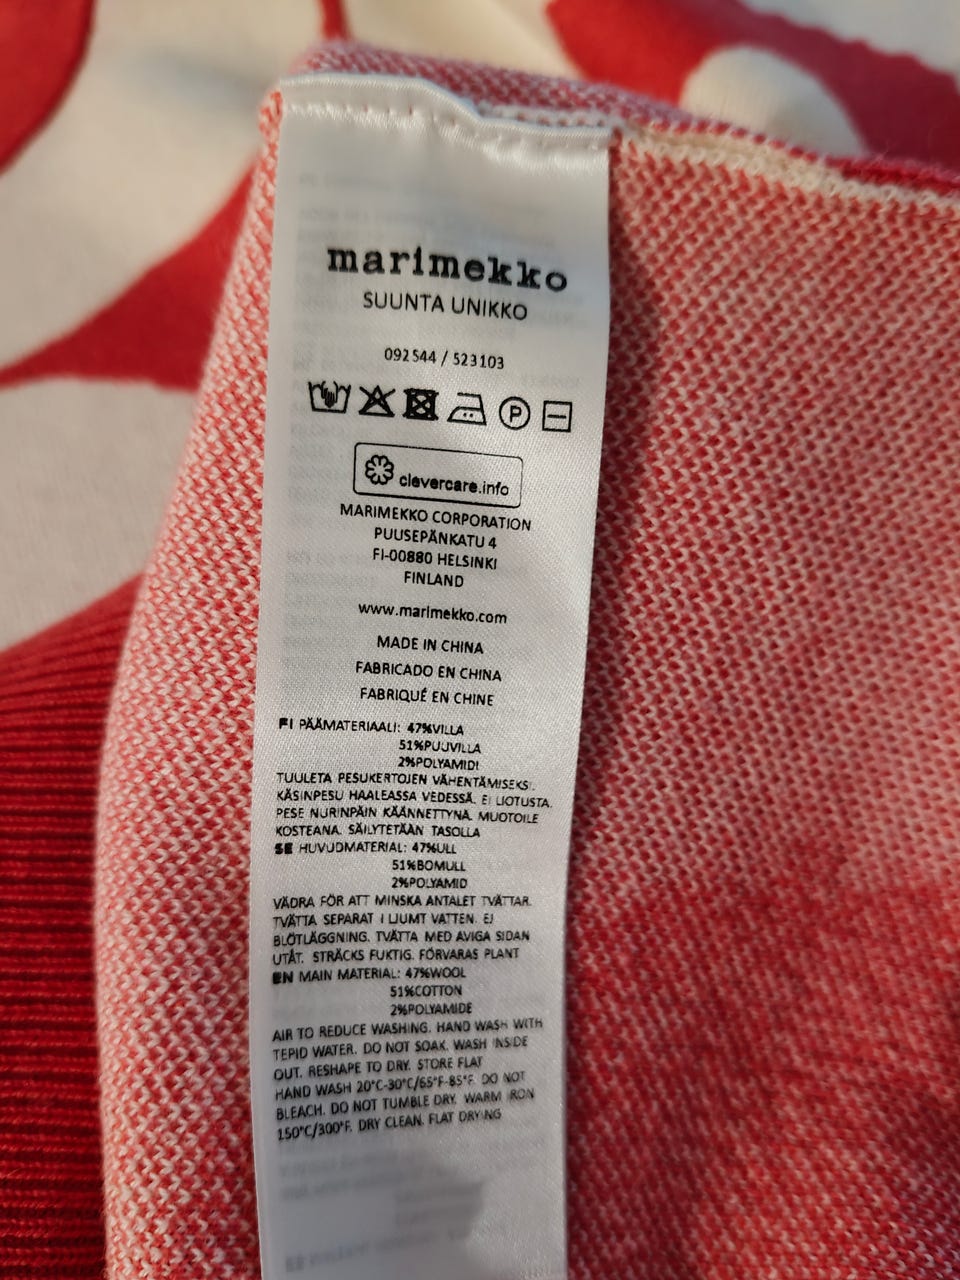 marimekko
SUUNTA UNIKKO
092544 / 523103
P
clevercare.info
MARIMEKKO CORPORATION
PUUSEPÄNKATU 4
FI-00880 HELSINKI
FINLAND
www.marimekko.com
MADE IN CHINA
FABRICADO EN CHINA
FABRIQUÉ EN CHINE
FI PÄÄMATERIAALI: 47%VILLA
51%PUUVILLA
2%POLYAMIDI
TUULETA PESUKERTOJEN VÄHENTÄMISEKSI.
KÄSINPESU HAALEASSA VEDESSÄ. EI LIOTUSTA.
PESE NURINPÄIN KÄÄNNETTYNÄ. MUOTOILE
KOSTEANA. SÄILYTETÄÄN TASOLLA
SE HUVUDMATERIAL: 47%ULL
51%BOMULL
2%POLYAMID
VÄDRA FÖR ATT MINSKA ANTALET TVÄTTAR.
TVÄTTA SEPARAT I LJUMT VATTEN. EJ
BLÖTLÄGGNING. TVÄTTA MED AVIGA SIDAN
UTÅT. STRÄCKS FUKTIG. FÖRVARAS PLANT
EN MAIN MATERIAL: 47%WOOL
51%COTTON
2%POLYAMIDE
AIR TO REDUCE WASHING. HAND WASH WITH
TEPID WATER. DO NOT SOAK. WASH INSIDE
OUT. RESHAPE TO DRY. STORE FLAT
HAND WASH 20°C-30°C/65°F-85°F. DO NOT
BLEACH. DO NOT TUMBLE DRY. WARM IRON
150°C/300°F. DRY CLEAN. FLAT DRYING